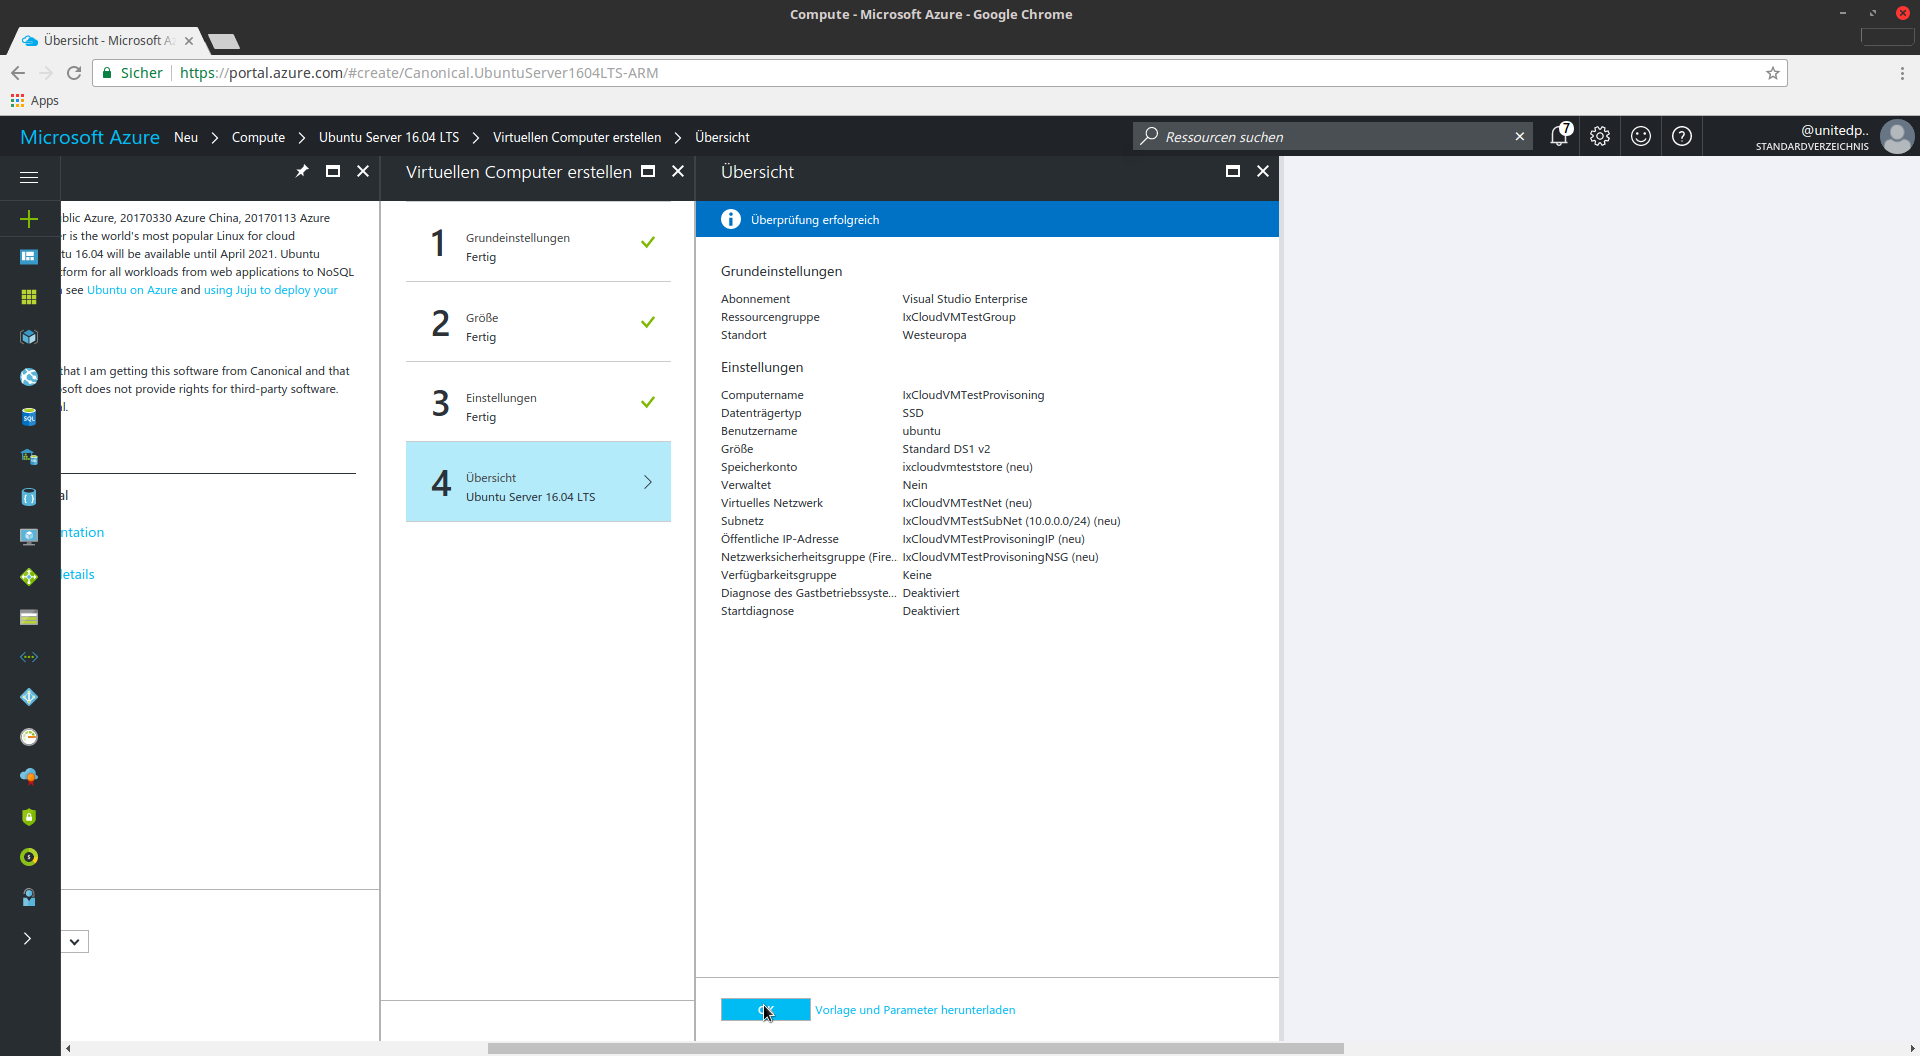 Compute - Microsoft Azure - Google Chrome
Übersicht - Microsoft A
Sicher https://portal.azure.com/#create/Canonical.UbuntuServer1604LTS-ARM
Apps
Microsoft Azure Neu Compute Ubuntu Server 16.04 LTS Virtuellen Computer erstellen Übersicht
Ressourcen suchen
7
@unitedp..
STANDARDVERZEICHNIS
blic Azure, 20170330 Azure China, 20170113 Azure
r is the world's most popular Linux for cloud
tu 16.04 will be available until April 2021. Ubuntu
form for all workloads from web applications to NoSQL
see Ubuntu on Azure and using Juju to deploy your
that I am getting this software from Canonical and that
soft does not provide rights for third-party software.
al
ntation
etails
Virtuellen Computer erstellen
1 Grundeinstellungen
Fertig
2 Größe
Fertig
3 Einstellungen
Fertig
4 Übersicht
Ubuntu Server 16.04 LTS
Übersicht
Überprüfung erfolgreich
Grundeinstellungen
Abonnement Visual Studio Enterprise
Ressourcengruppe IxCloudVMTestGroup
Standort Westeuropa
Einstellungen
Computername IxCloudVMTestProvisoning
Datenträgertyp SSD
Benutzername ubuntu
Größe Standard DS1 v2
Speicherkonto ixcloudvmteststore (neu)
Verwaltet Nein
Virtuelles Netzwerk IxCloudVMTestNet (neu)
Subnetz IxCloudVMTestSubNet (10.0.0.0/24) (neu)
Öffentliche IP-Adresse IxCloudVMTestProvisoningIP (neu)
Netzwerksicherheitsgruppe (Fire... IxCloudVMTestProvisoningNSG (neu)
Verfügbarkeitsgruppe Keine
Diagnose des Gastbetriebssyste... Deaktiviert
Startdiagnose Deaktiviert
Vorlage und Parameter herunterladen